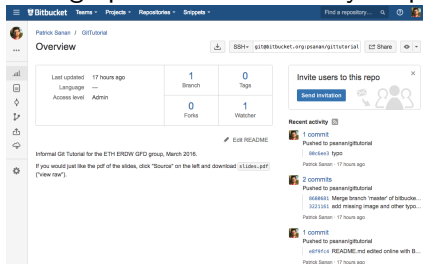 Bitbucket Teams Projects Repositories Snippets Find a repository...
Patrick Sanan / GitTutorial
Overview
SSH git@bitbucket.org:psanan/gittutorial Share
Last updated 17 hours ago
Language —
Access level Admin
1 Branch
0 Tags
0 Forks
1 Watcher
Edit README
Informal Git Tutorial for the ETH ERDW GFD group, March 2016.
If you would just like the pdf of the slides, click "Source" on the left and download slides.pdf
("view raw").
Invite users to this repo
Send invitation
Recent activity
1 commit
Pushed to psanan/gittutorial
typo
Patrick Sanan · 17 hours ago
2 commits
Pushed to psanan/gittutorial
Merge branch 'master' of bitbucke...
3221161 add missing image and other typo...
Patrick Sanan · 17 hours ago
1 commit
Pushed to psanan/gittutorial
README.md edited online with B...
Patrick Sanan · 17 hours ago